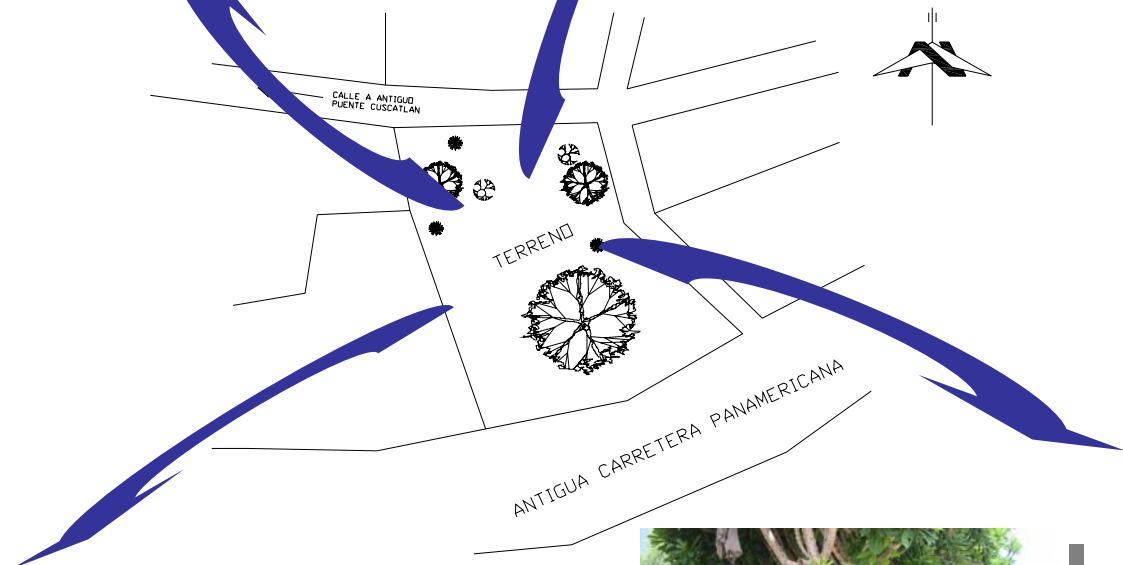 CALLE A ANTIGUO
PUENTE CUSCATLAN
TERRENO
ANTIGUA CARRETERA PANAMERICANA
N